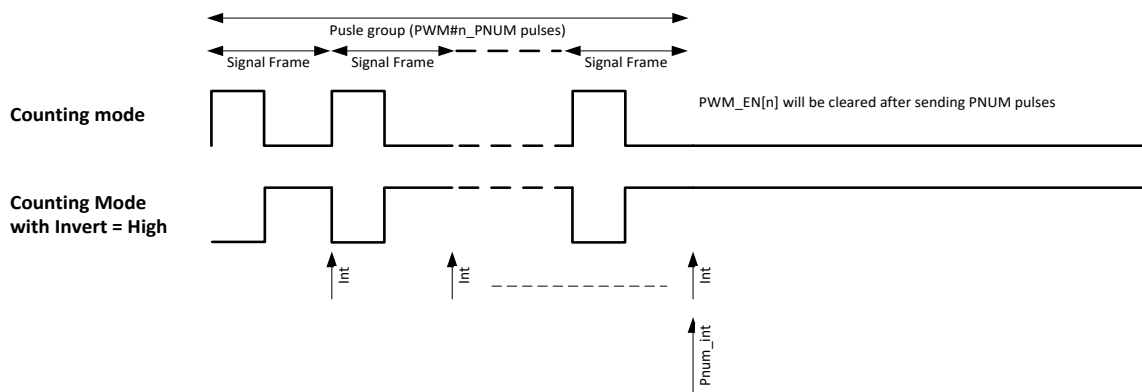 Pusle group (PWM#n_PNUM pulses)
Signal Frame
Signal Frame
Signal Frame
Counting mode
PWM_EN[n] will be cleared after sending PNUM pulses
Counting Mode
with Invert = High
Int
Int
Int
Pnum_int